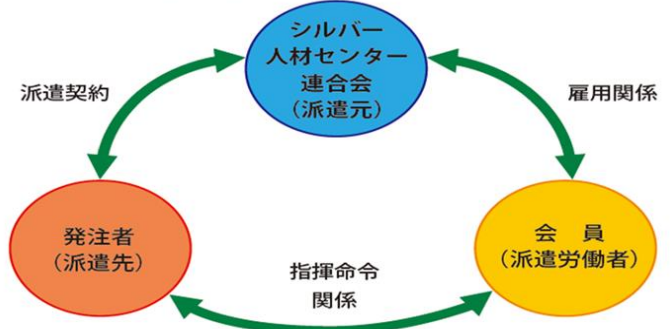 シルバー
人材センター
連合会
（派遣元）
派遣契約
雇用関係
発注者
（派遣先）
会　員
（派遣労働者）
指揮命令
関係